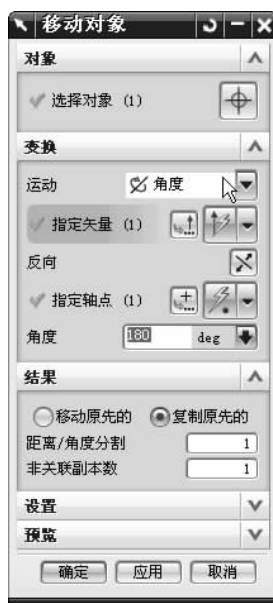 移动对象
对象
选择对象 (1)
变换
运动 角度
指定矢量 (1)
反向
指定轴点 (1)
角度 180 deg
结果
移动原先的 复制原先的
距离/角度分割 1
非关联副本数 1
设置
预览
确定 应用 取消